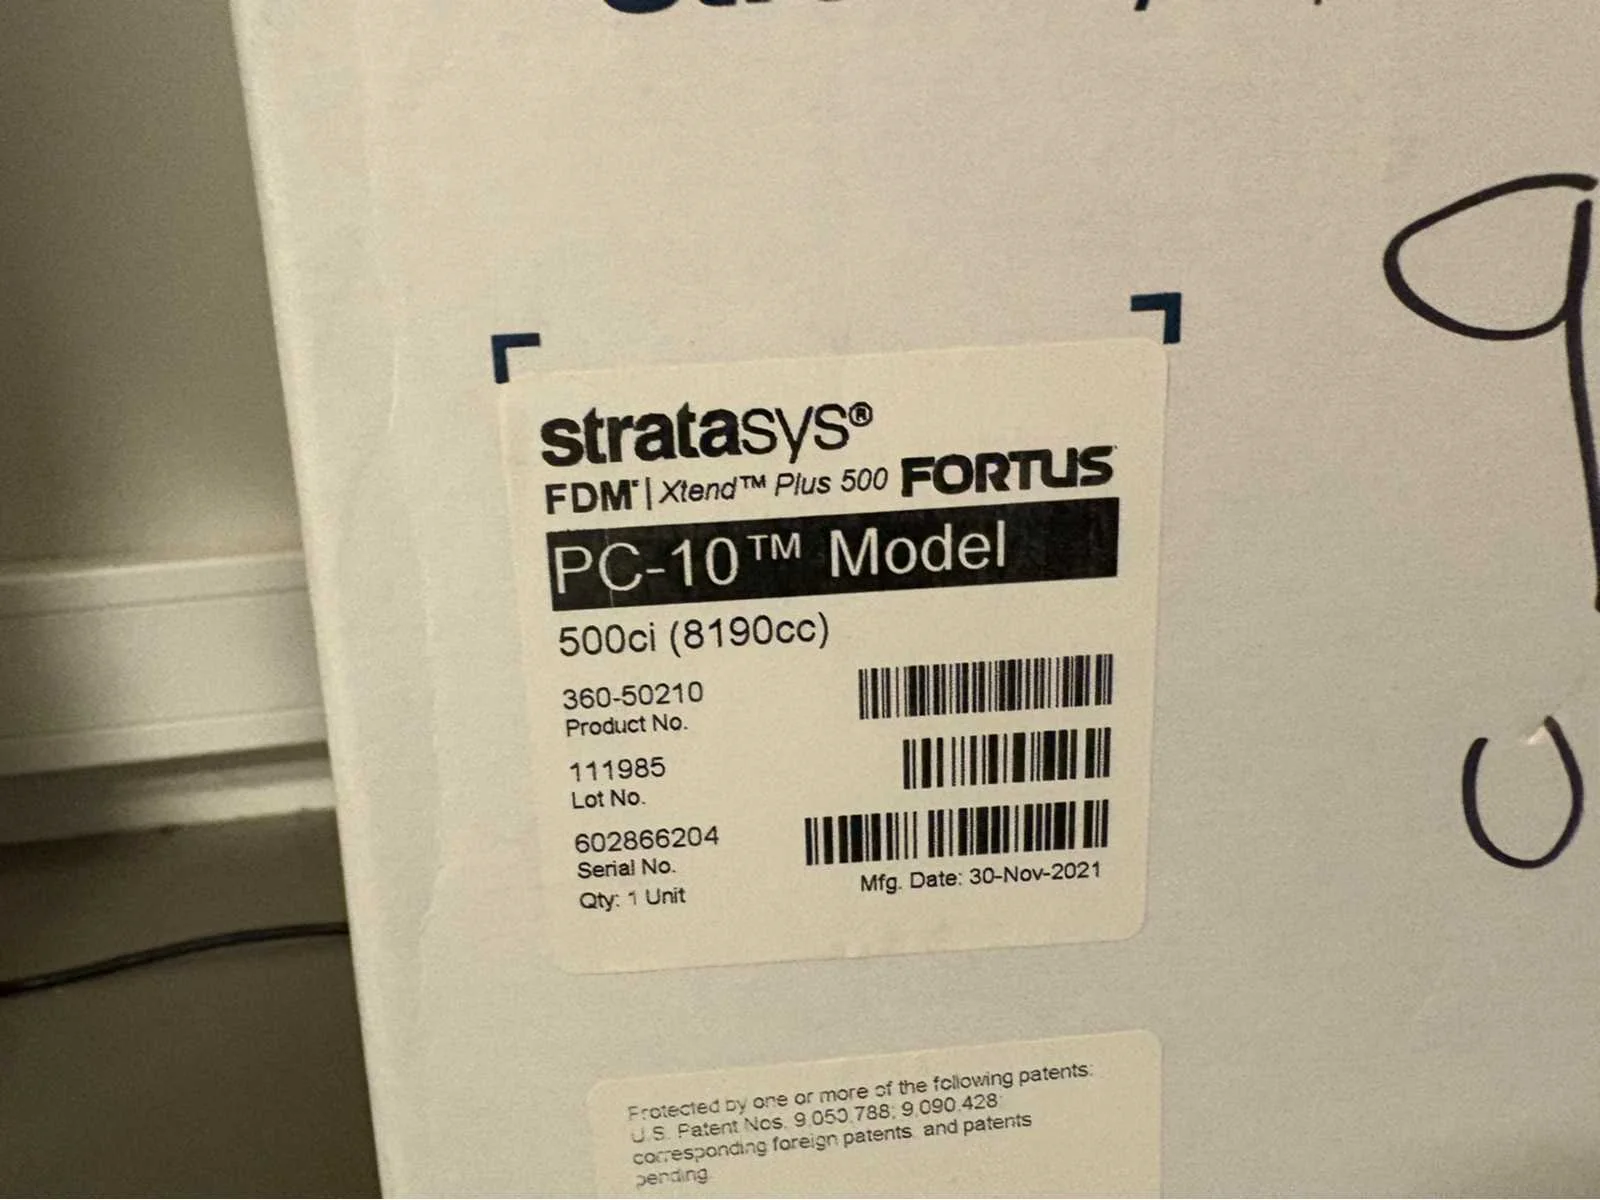 stratasys®
FDM® | Xtend™ Plus 500 FORTUS
PC-10™ Model
500ci (8190cc)
360-50210
Product No.
111985
Lot No.
602866204
Serial No.
Qty: 1 Unit
Mfg. Date: 30-Nov-2021
Protected by one or more of the following patents:
U.S. Patent Nos. 9,050,788; 9,090,428;
corresponding foreign patents, and patents
pending.
9